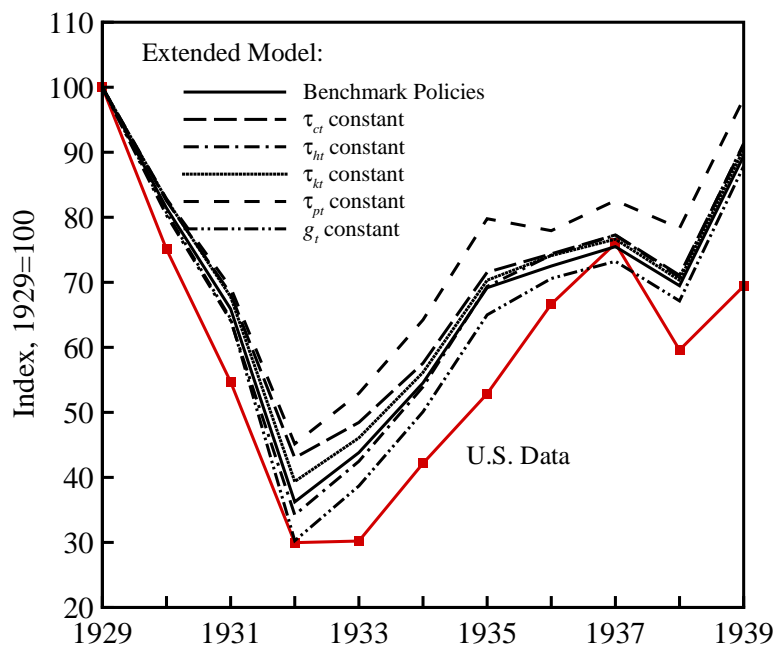 110
100
90
80
70
60
50
40
30
20
Index, 1929=100
Extended Model:
Benchmark Policies
τct constant
τht constant
τkt constant
τpt constant
gt constant
U.S. Data
1929 1931 1933 1935 1937 1939